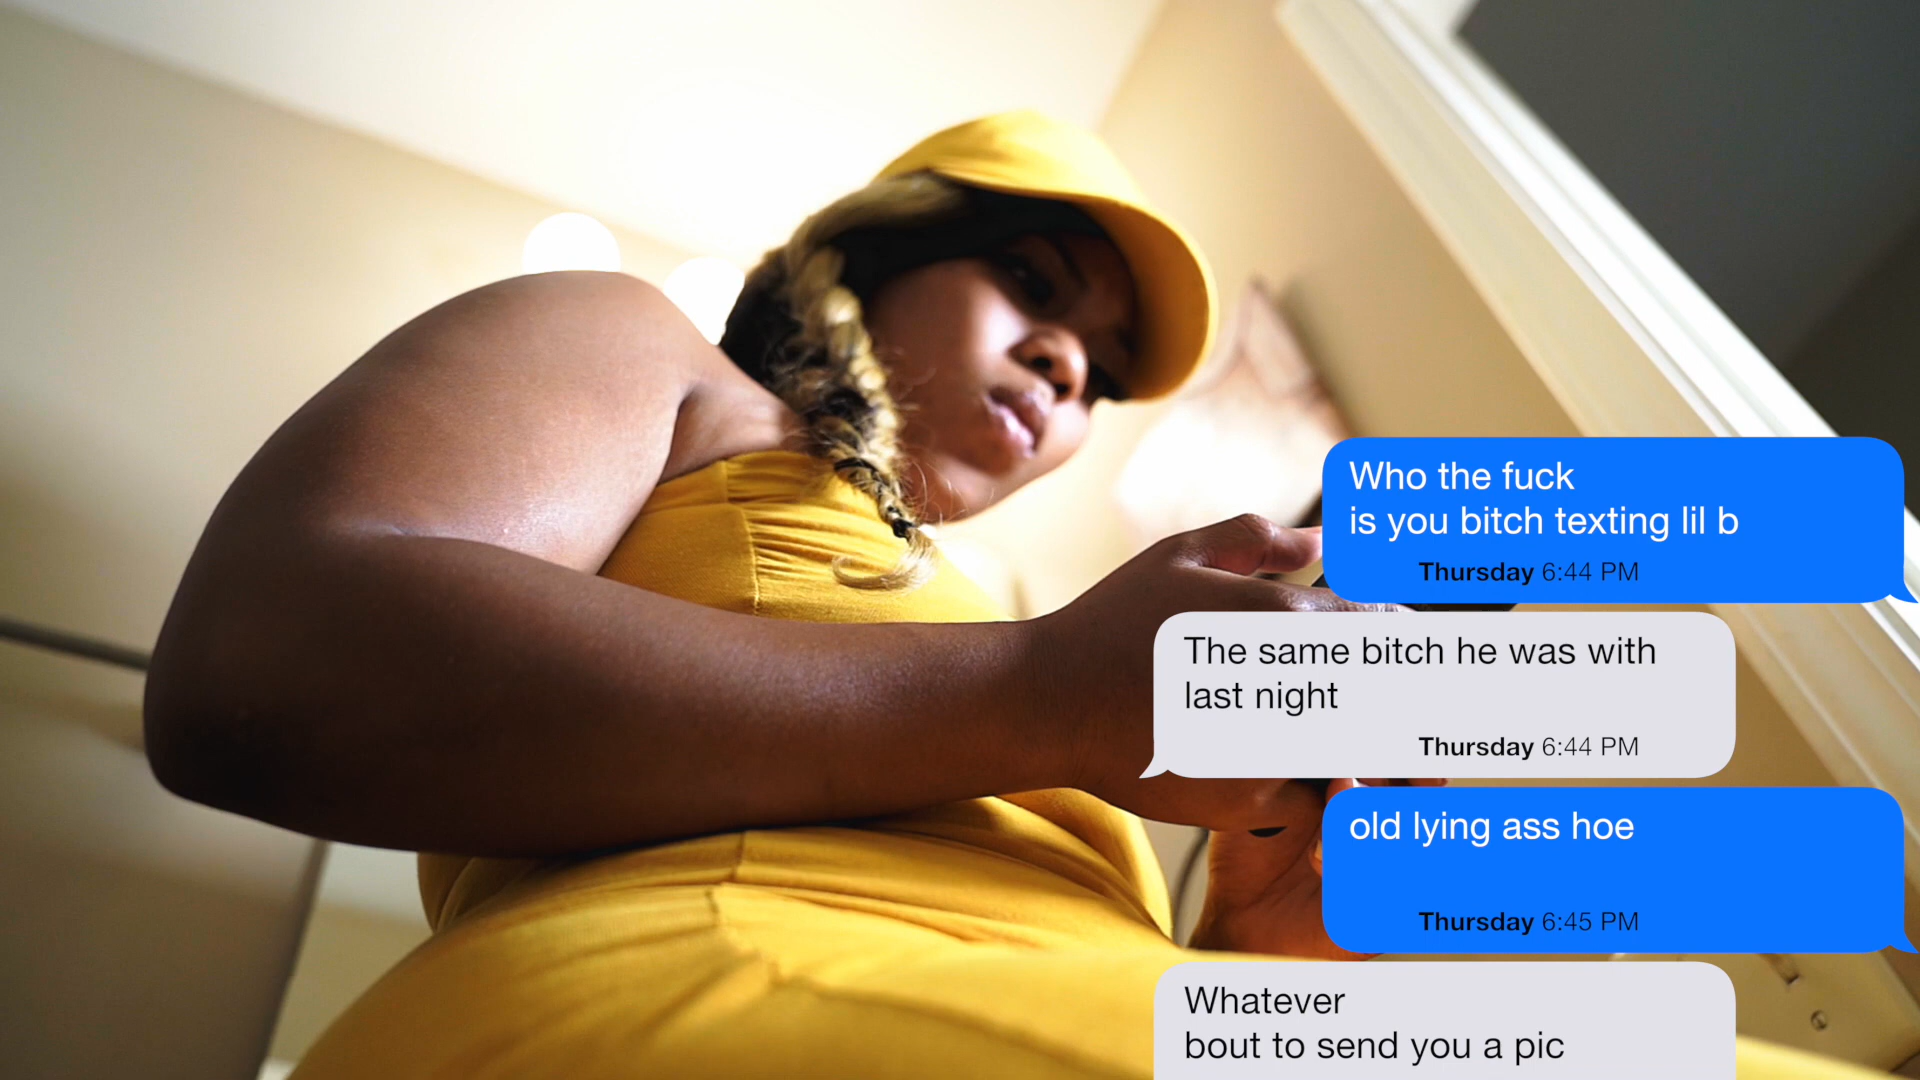 Who the fuck
is you bitch texting lil b
Thursday 6:44 PM
The same bitch he was with
last night
Thursday 6:44 PM
old lying ass hoe
Thursday 6:45 PM
Whatever
bout to send you a pic